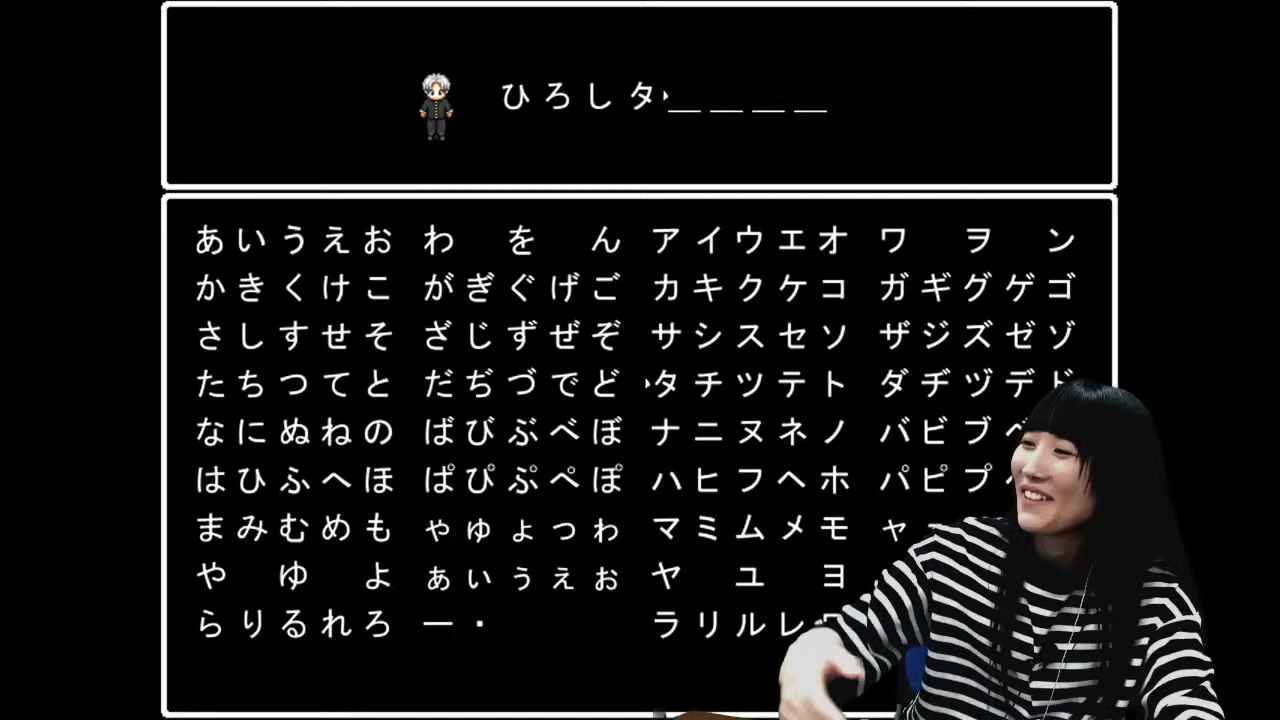 ひろしタ
あいうえお わ を ん アイウエオ ワ ヲ ン
かきくけこ がぎぐげご カキクケコ ガギグゲゴ
さしすせそ ざじずぜぞ サシスセソ ザジズゼゾ
たちつてと だぢづでど タチツテト ダヂヅデド
なにぬねの ばびぶべぼ ナニヌネノ バビブベ
はひふへほ ぱぴぷぺぽ ハヒフヘホ パピプ
まみむめも ゃゅょっゎ マミムメモ ャ
や ゆ よ ぁぃぅぇぉ ヤ ユ ヨ
らりるれろ ー・ ラリルレ